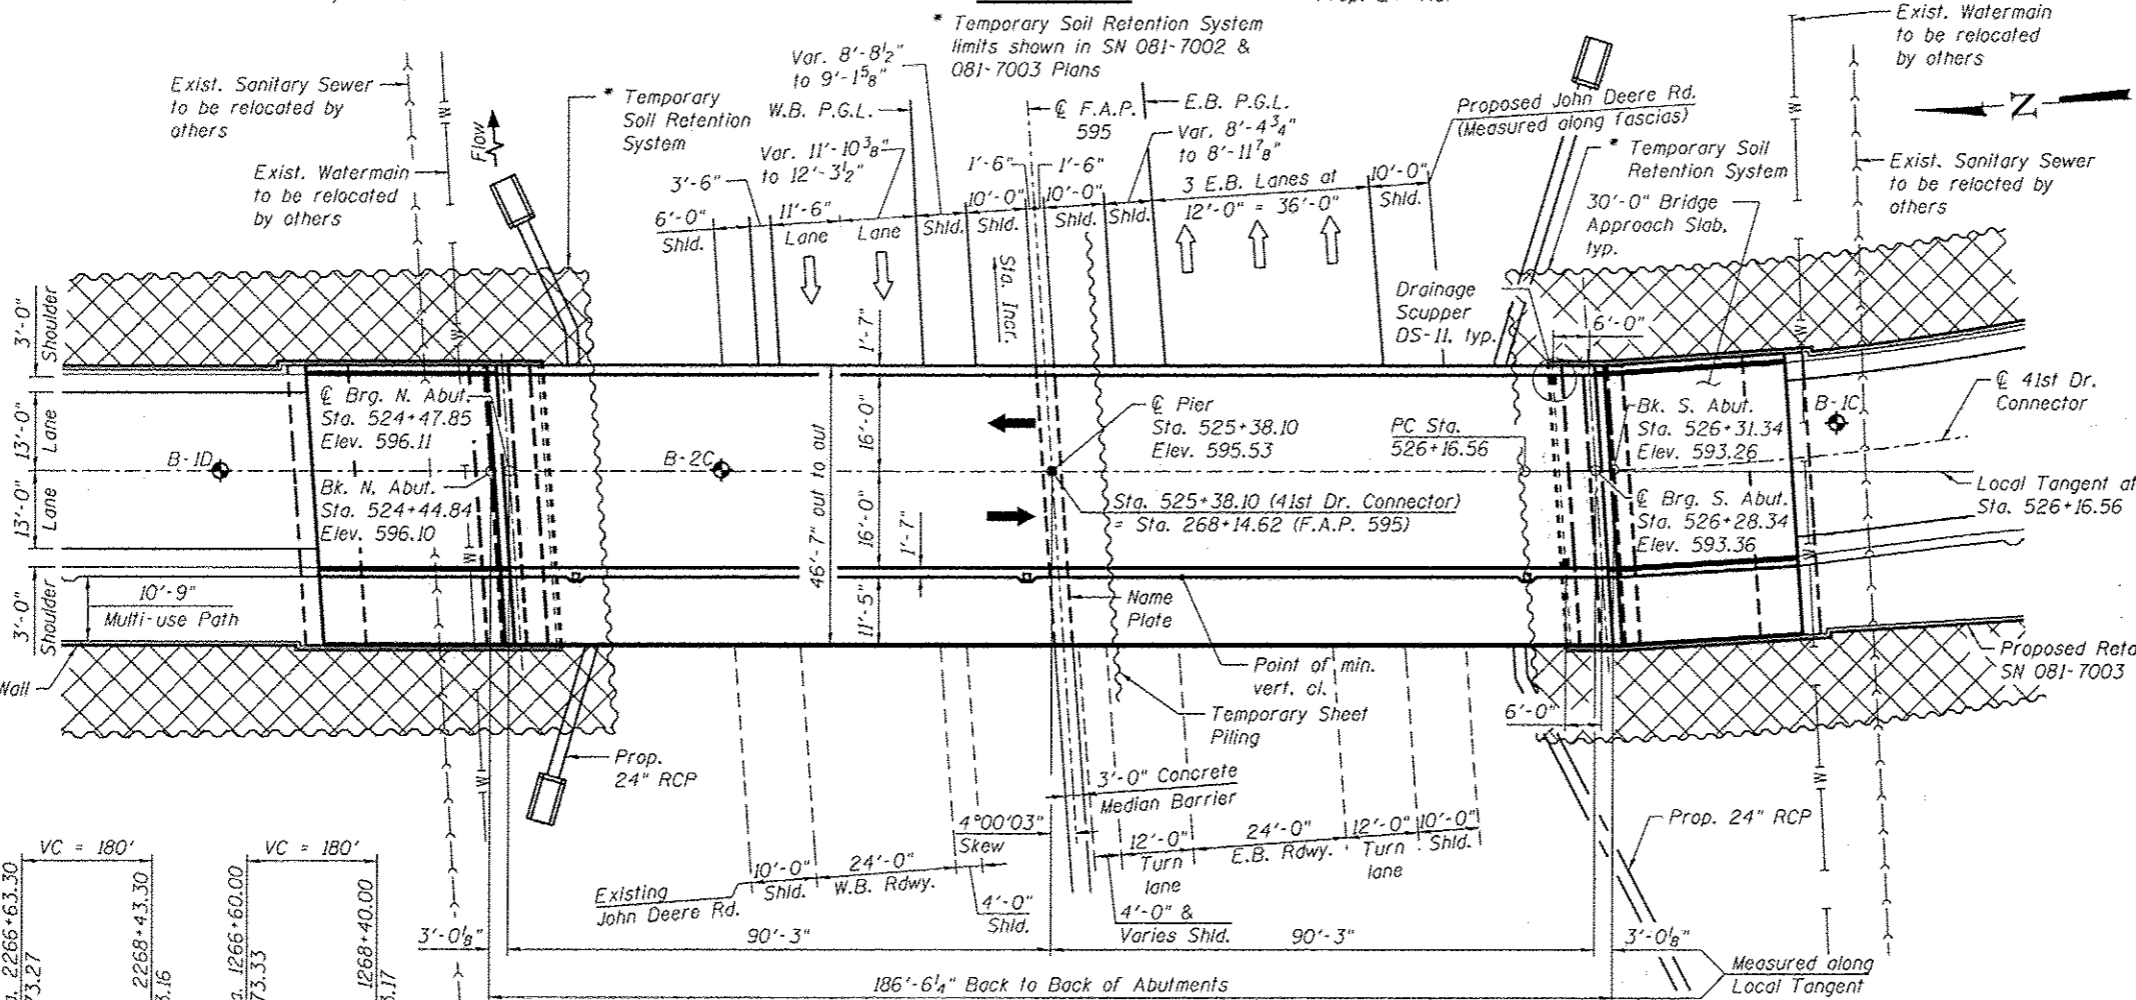 * Temporary Soil Retention System
limits shown in SN 081-7002 &
081-7003 Plans
Exist. Watermain
to be relocated
by others
Exist. Sanitary Sewer
to be relocated by
others
Exist. Watermain
to be relocated
by others
Flow
* Temporary
Soil Retention
System
Var. 8'-8½"
to 9'-1⅝"
W.B. P.G.L.
Var. 11'-10⅜"
to 12'-3½"
3'-6"
6'-0"
Shld.
11'-6"
Lane
Lane
Shld.
10'-0"
Shld.
1'-6"
℄ F.A.P.
595
1'-6"
10'-0"
Shld.
Shld.
E.B. P.G.L.
Var. 8'-4¾"
to 8'-11⅞"
3 E.B. Lanes at
12'-0" = 36'-0"
10'-0"
Shld.
Proposed John Deere Rd.
(Measured along fascias)
* Temporary Soil
Retention System
30'-0" Bridge
Approach Slab,
typ.
N
Exist. Sanitary Sewer
to be relocted by
others
Sta. Incr.
Drainage
Scupper
DS-11, typ.
6'-0"
3'-0"
Shoulder
13'-0"
Lane
13'-0"
Lane
3'-0"
Shoulder
1'-7"
16'-0"
16'-0"
1'-7"
11'-5"
46'-7" out to out
℄ Brg. N. Abut.
Sta. 524+47.85
Elev. 596.11
B-1D
Bk. N. Abut.
Sta. 524+44.84
Elev. 596.10
B-2C
℄ Pier
Sta. 525+38.10
Elev. 595.53
Sta. 525+38.10 (41st Dr. Connector)
= Sta. 268+14.62 (F.A.P. 595)
PC Sta.
526+16.56
Bk. S. Abut.
Sta. 526+31.34
Elev. 593.26
B-1C
℄ 41st Dr.
Connector
Local Tangent at
Sta. 526+16.56
℄ Brg. S. Abut.
Sta. 526+28.34
Elev. 593.36
10'-9"
Multi-use Path
Name
Plate
Point of min.
vert. cl.
Temporary Sheet
Piling
6'-0"
Proposed Reta
SN 081-7003
Wall
Prop.
24" RCP
3'-0" Concrete
Median Barrier
4°00'03"
Skew
Prop. 24" RCP
Existing
John Deere Rd.
10'-0"
Shld.
24'-0"
W.B. Rdwy.
4'-0"
Shld.
12'-0"
Turn
lane
24'-0"
E.B. Rdwy.
12'-0"
Turn
lane
10'-0"
Shld.
4'-0" &
Varies Shld.
3'-0⅛"
90'-3"
90'-3"
3'-0⅛"
186'-6¼" Back to Back of Abutments
Measured along
Local Tangent
VC = 180'
VC = 180'
2266+63.30
73.27
2268+43.30
3.16
1266+60.00
73.33
1268+40.00
3.17
W
W
W
W
W
W
W
W
W
W
W